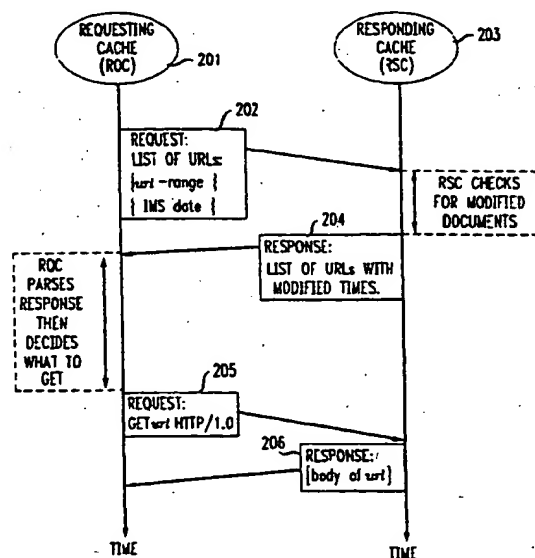 REQUESTING
CACHE
(ROC)
201
RESPONDING
CACHE
(RSC)
203
202
REQUEST:
LIST OF URLs:
{url-range }
{ IMS date }
RSC CHECKS
FOR MODIFIED
DOCUMENTS
204
RESPONSE:
LIST OF URLs WITH
MODIFIED TIMES.
ROC
PARSES
RESPONSE
THEN
DECIDES
WHAT TO
GET
205
REQUEST:
GET url HTTP/1.0
206
RESPONSE:
{body of url}
TIME
TIME